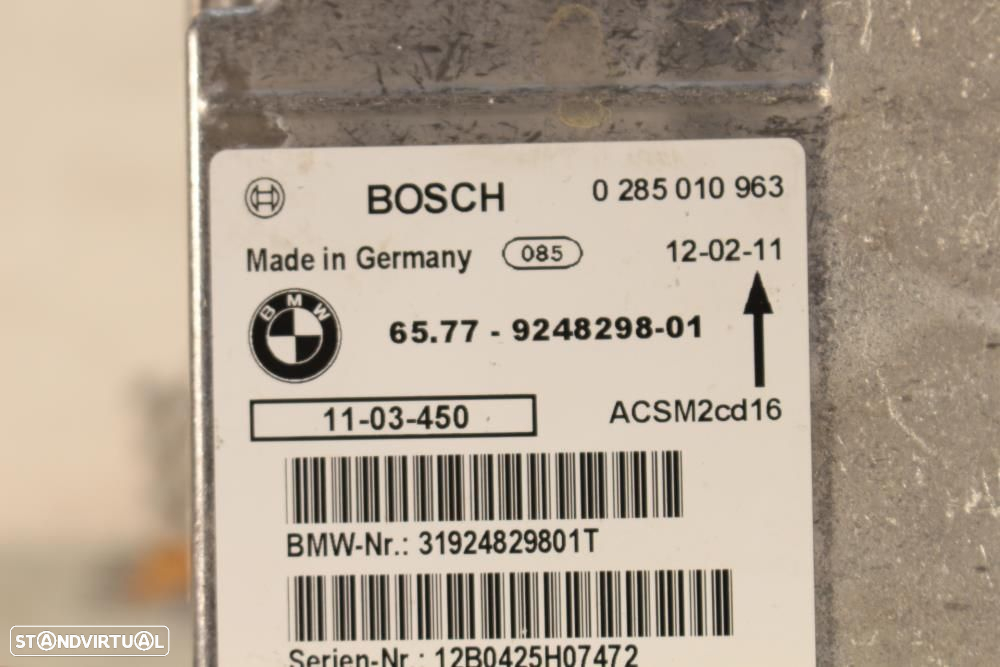 BOSCH 0 285 010 963
Made in Germany 085 12-02-11
BMW
65.77 - 9248298-01
11-03-450 ACSM2cd16
BMW-Nr.: 31924829801T
Serien-Nr.: 12B0425H07472
STANDVIRTUAL